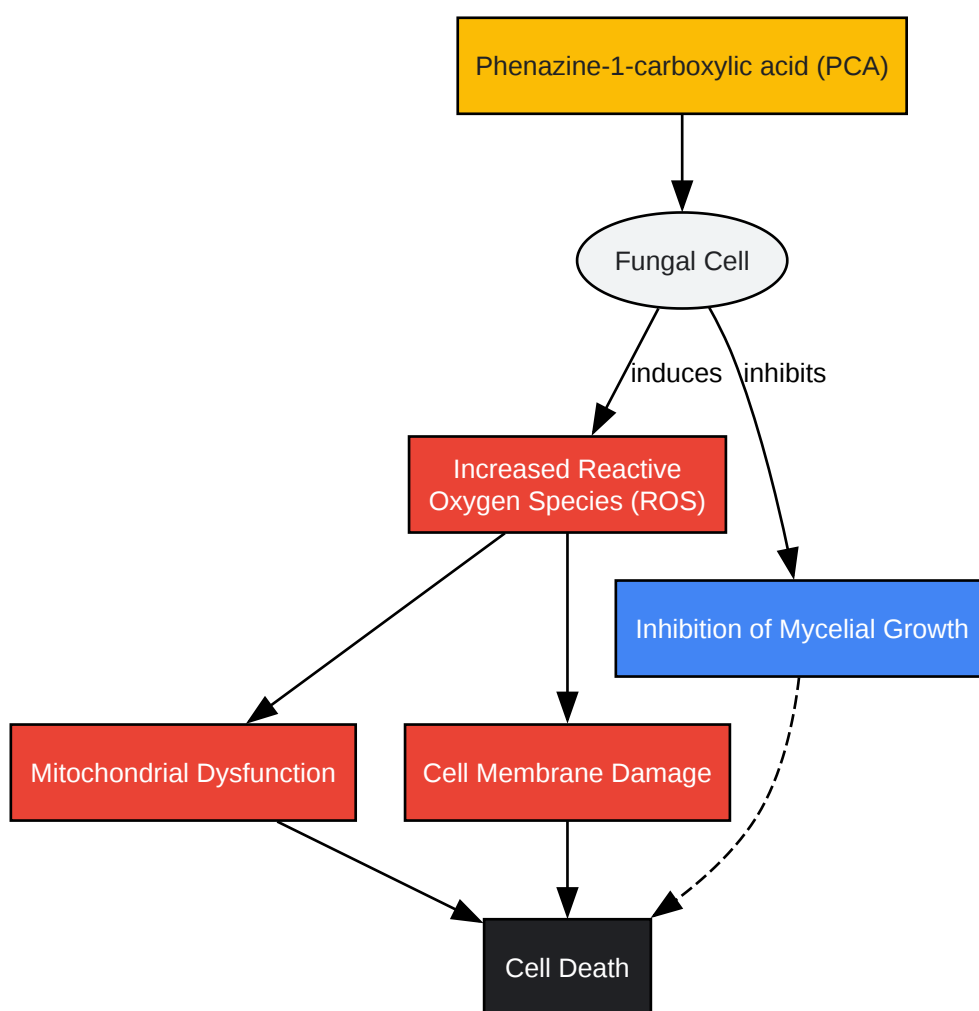 Phenazine-1-carboxylic acid (PCA)
Fungal Cell
induces
inhibits
Increased Reactive
Oxygen Species (ROS)
Inhibition of Mycelial Growth
Mitochondrial Dysfunction
Cell Membrane Damage
Cell Death